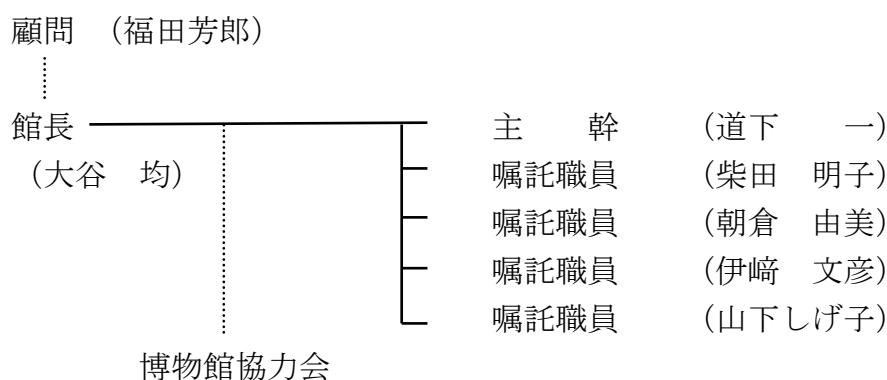 顧問　（福田芳郎）
館長　主　　幹　　（道下　　一）
（大谷　均）　嘱託職員　　（柴田　明子）
嘱託職員　　（朝倉　由美）
嘱託職員　　（伊﨑　文彦）
嘱託職員　　（山下しげ子）
博物館協力会